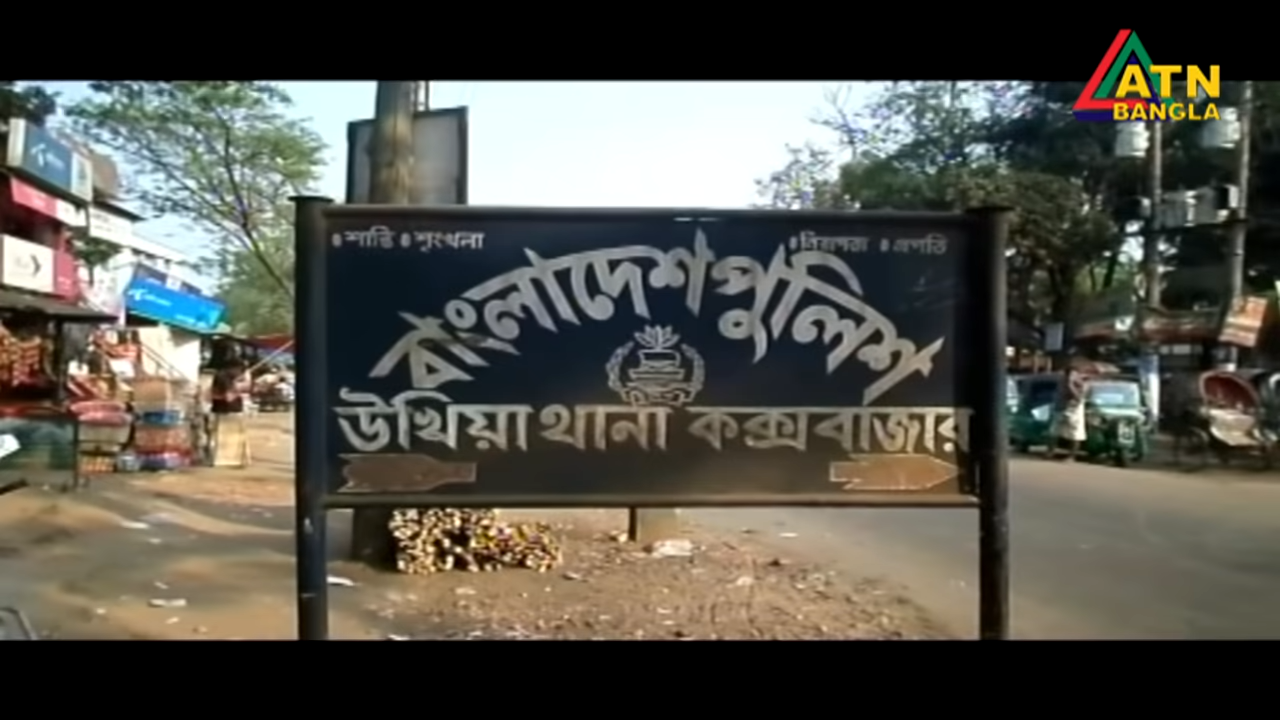 ATN
BANGLA
শান্তি শৃংখলা নিরাপত্তা প্রগতি
বাংলাদেশ পুলিশ
উখিয়া থানা কক্সবাজার